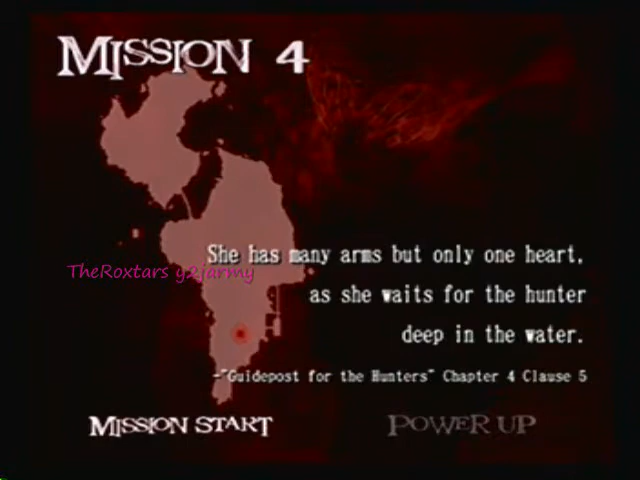 MISSION 4
She has many arms but only one heart,
TheRoxtars y2jarmy
as she waits for the hunter
deep in the water.
-"Guidepost for the Hunters" Chapter 4 Clause 5
MISSION START
POWER UP